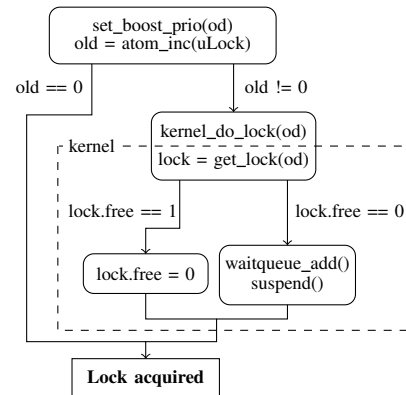 set_boost_prio(od)
old = atom_inc(uLock)
old == 0
old != 0
kernel_do_lock(od)
kernel
lock = get_lock(od)
lock.free == 1
lock.free == 0
lock.free = 0
waitqueue_add()
suspend()
Lock acquired